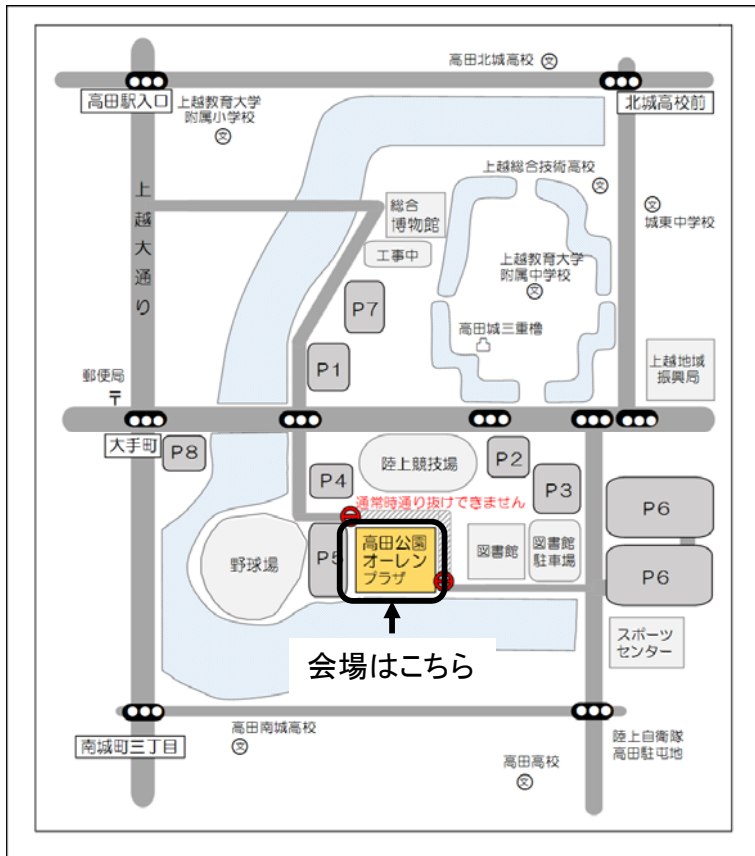 高田北城高校
文
高田駅入口
上越教育大学
附属小学校
文
北城高校前
上越総合技術高校
文
文
城東中学校
総合
博物館
工事中
上越大通り
上越教育大学
附属中学校
文
P7
高田城三重櫓
P1
上越地域
振興局
郵便局
〒
大手町
P8
陸上競技場
P2
P4
P3
通常時通り抜けできません
P6
野球場
P5
高田公園
オーレン
プラザ
図書館
図書館
駐車場
P6
会場はこちら
スポーツ
センター
南城町三丁目
高田南城高校
文
高田高校
文
陸上自衛隊
高田駐屯地